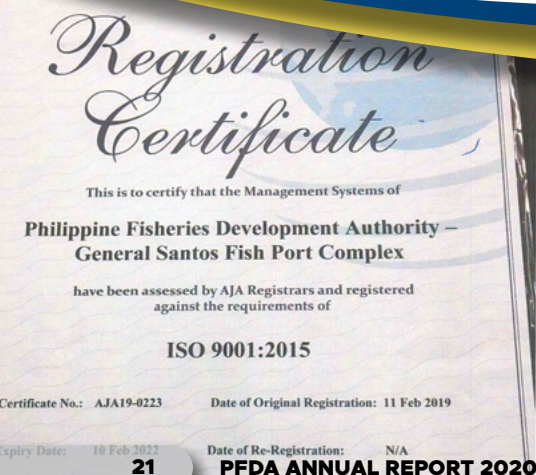 Registration
Certificate
This is to certify that the Management Systems of
Philippine Fisheries Development Authority –
General Santos Fish Port Complex
have been assessed by AJA Registrars and registered
against the requirements of
ISO 9001:2015
Certificate No.: AJA19-0223 Date of Original Registration: 11 Feb 2019
Expiry Date: 10 Feb 2022 Date of Re-Registration: N/A
21 PFDA ANNUAL REPORT 2020